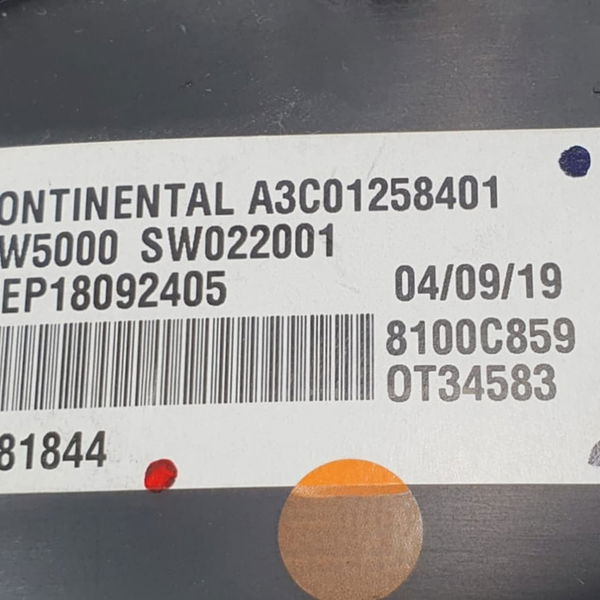 ONTINENTAL A3C01258401
W5000 SW022001
EP18092405 04/09/19
8100C859
OT34583
81844